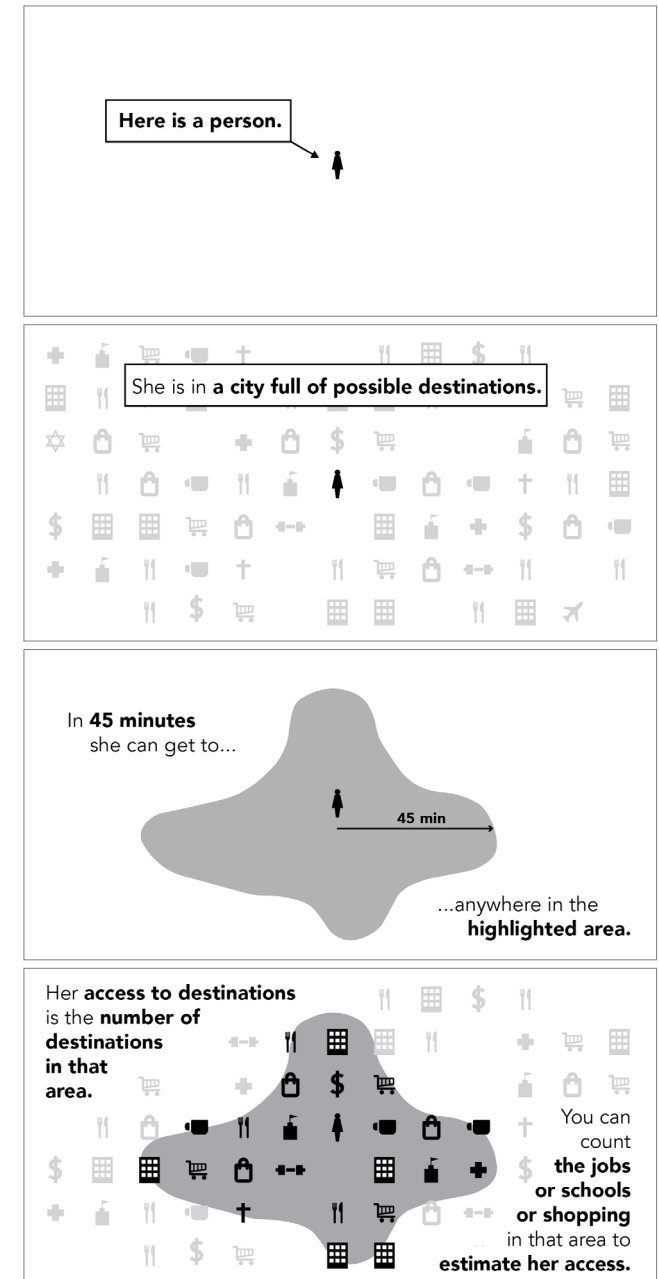 Here is a person.
She is in a city full of possible destinations.
In 45 minutes
she can get to...
45 min
...anywhere in the
highlighted area.
Her access to destinations
is the number of
destinations
in that
area.
You can
count
the jobs
or schools
or shopping
in that area to
estimate her access.